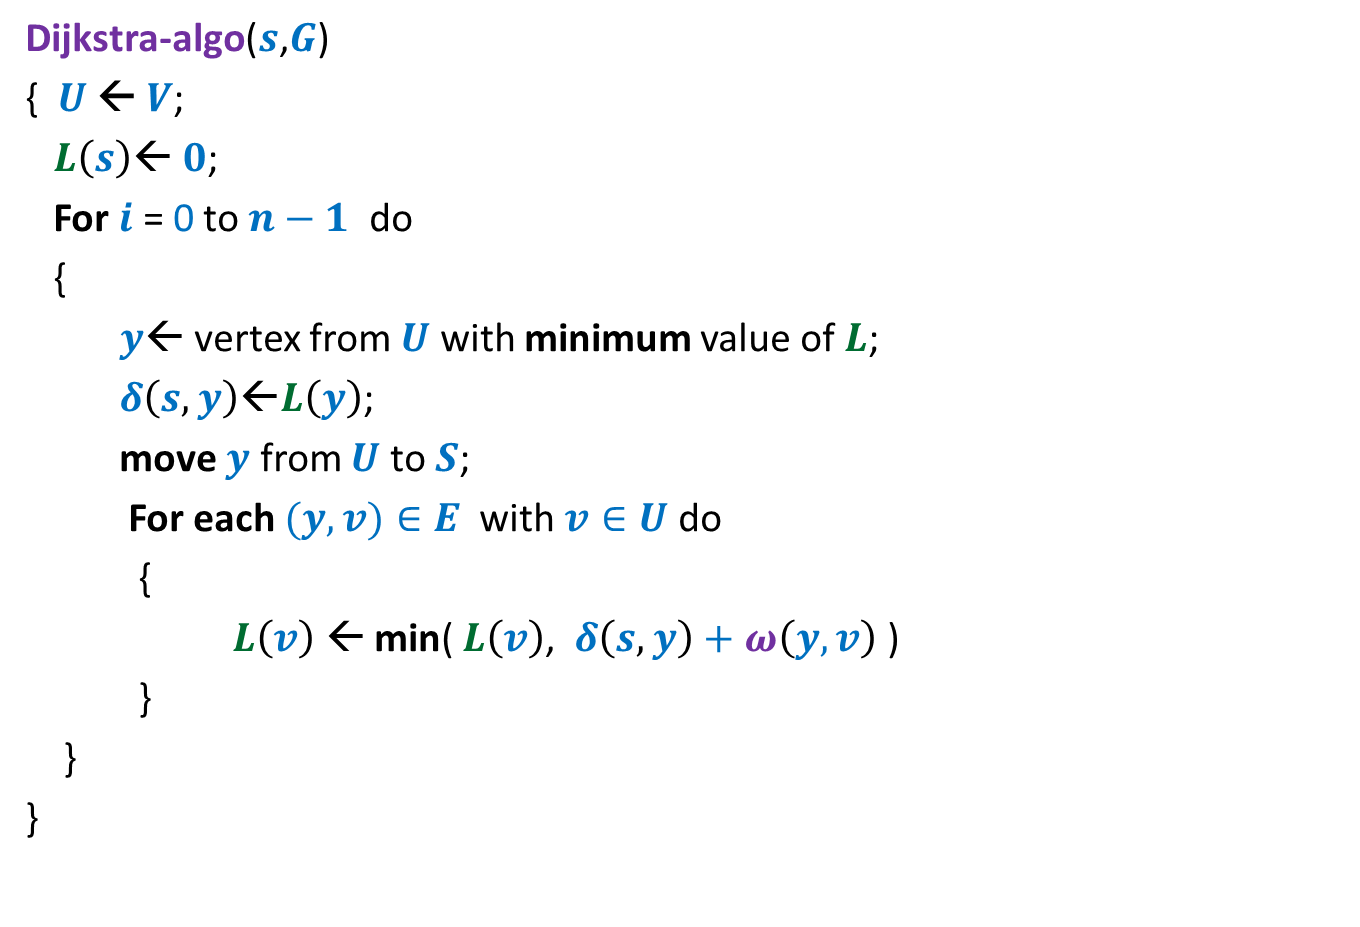 Dijkstra-algo(s,G)
{ U ← V;
L(s)← 0;
For i = 0 to n − 1 do
{
y← vertex from U with minimum value of L;
δ(s, y)←L(y);
move y from U to S;
For each (y, v) ∈ E with v ∈ U do
{
L(v) ← min( L(v), δ(s, y) + ω(y, v) )
}
}
}